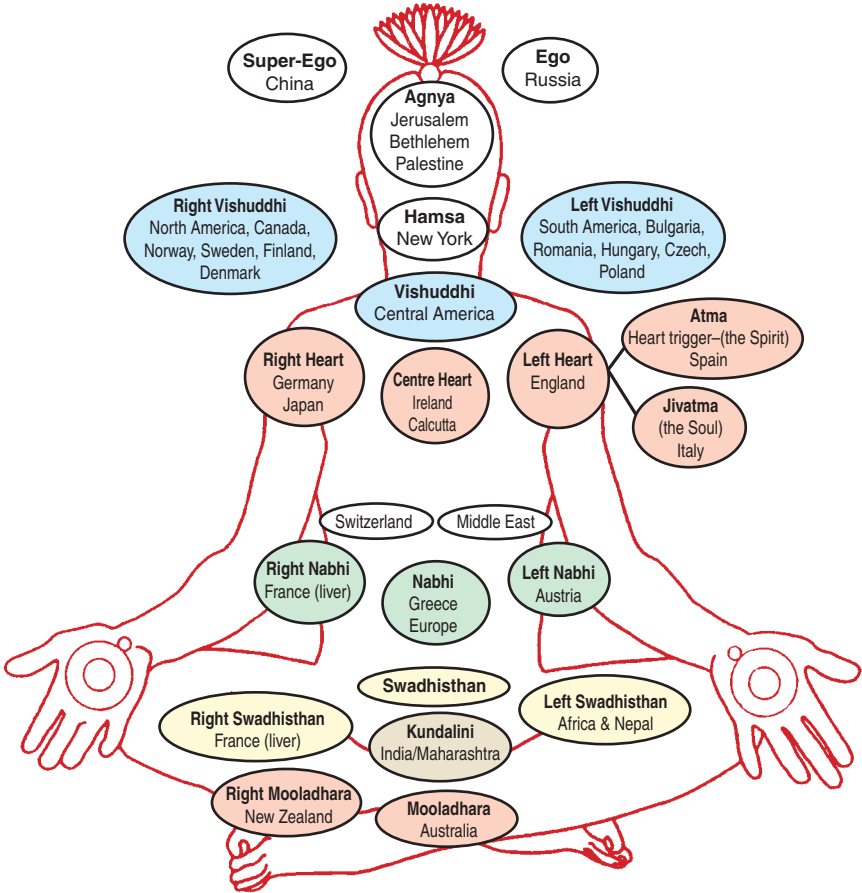 Super-Ego
China
Ego
Russia
Agnya
Jerusalem
Bethlehem
Palestine
Right Vishuddhi
North America, Canada,
Norway, Sweden, Finland,
Denmark
Hamsa
New York
Left Vishuddhi
South America, Bulgaria,
Romania, Hungary, Czech,
Poland
Vishuddhi
Central America
Atma
Heart trigger–(the Spirit)
Spain
Right Heart
Germany
Japan
Centre Heart
Ireland
Calcutta
Left Heart
England
Jivatma
(the Soul)
Italy
Switzerland
Middle East
Right Nabhi
France (liver)
Nabhi
Greece
Europe
Left Nabhi
Austria
Swadhisthan
Right Swadhisthan
France (liver)
Kundalini
India/Maharashtra
Left Swadhisthan
Africa & Nepal
Right Mooladhara
New Zealand
Mooladhara
Australia